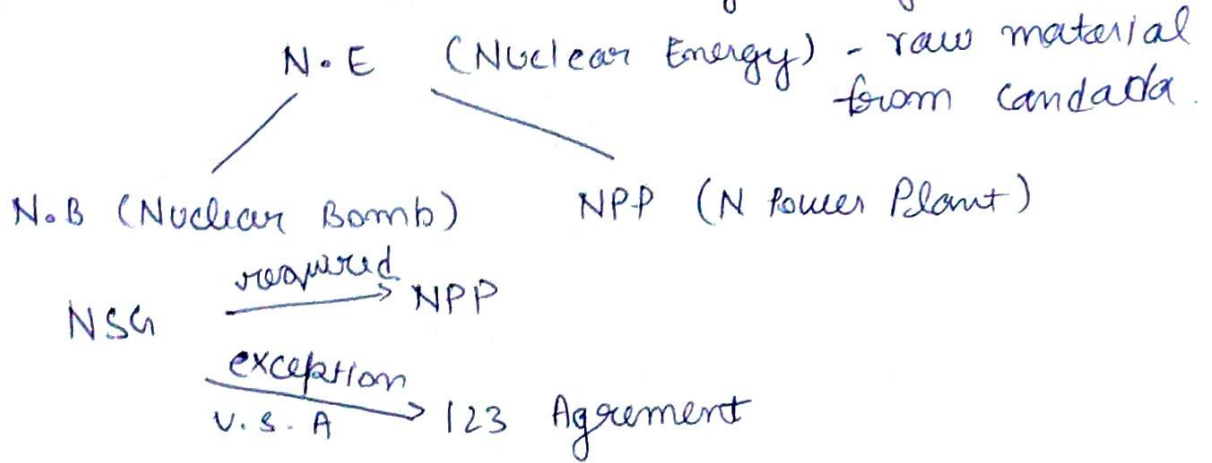 N.E (Nuclear Energy) - raw material
from candada.
N.B (Nuclear Bomb) NPP (N Power Plant)
required
NSG NPP
exception
U.S.A 123 Agrement